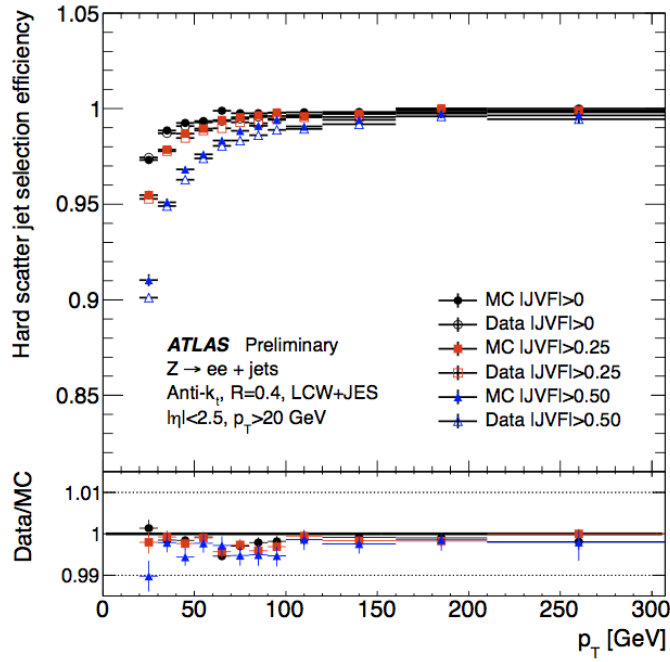 Hard scatter jet selection efficiency
1.05
1
0.95
0.9
0.85
MC |JVF|>0
Data |JVF|>0
MC |JVF|>0.25
Data |JVF|>0.25
MC |JVF|>0.50
Data |JVF|>0.50
ATLAS Preliminary
Z → ee + jets
Anti-kt, R=0.4, LCW+JES
|η|<2.5, pT>20 GeV
Data/MC
1.01
1
0.99
0 50 100 150 200 250 300
pT [GeV]